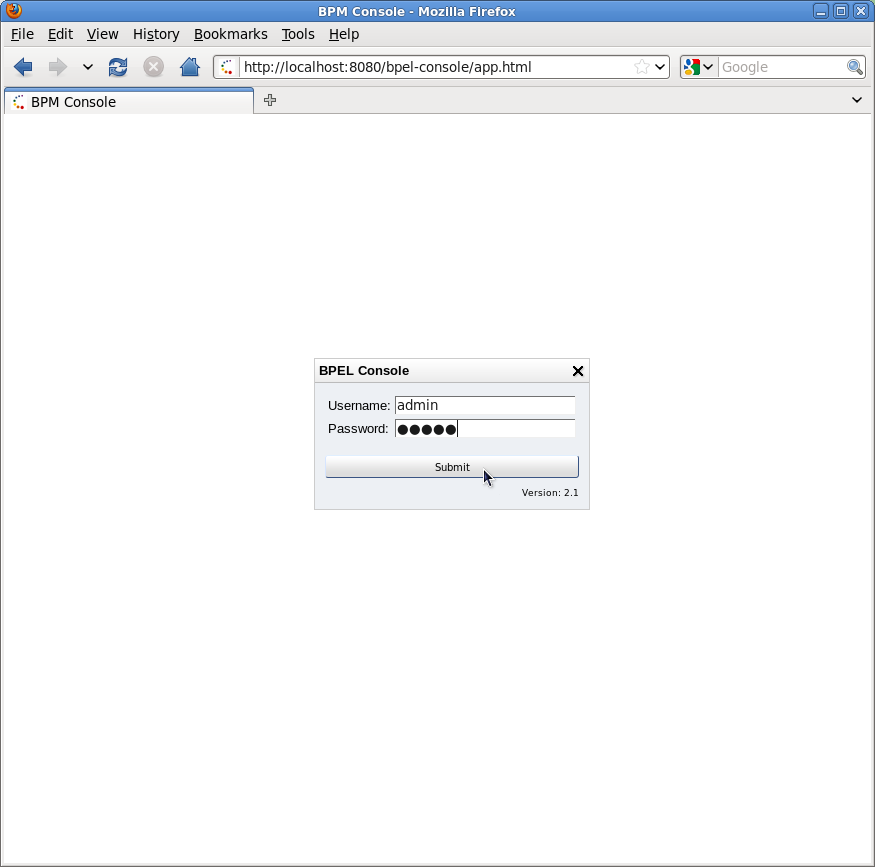 BPM Console - Mozilla Firefox
File Edit View History Bookmarks Tools Help
http://localhost:8080/bpel-console/app.html Google
BPM Console
BPEL Console
Username: admin
Password: ●●●●●
Submit
Version: 2.1